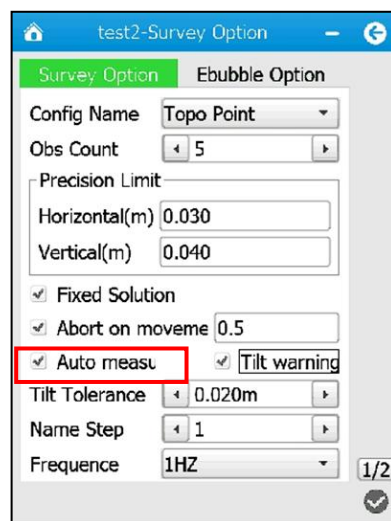 test2-Survey Option
Survey Option Ebubble Option
Config Name Topo Point
Obs Count 5
Precision Limit
Horizontal(m) 0.030
Vertical(m) 0.040
Fixed Solution
Abort on moveme 0.5
Auto measu Tilt warning
Tilt Tolerance 0.020m
Name Step 1
Frequence 1HZ
1/2